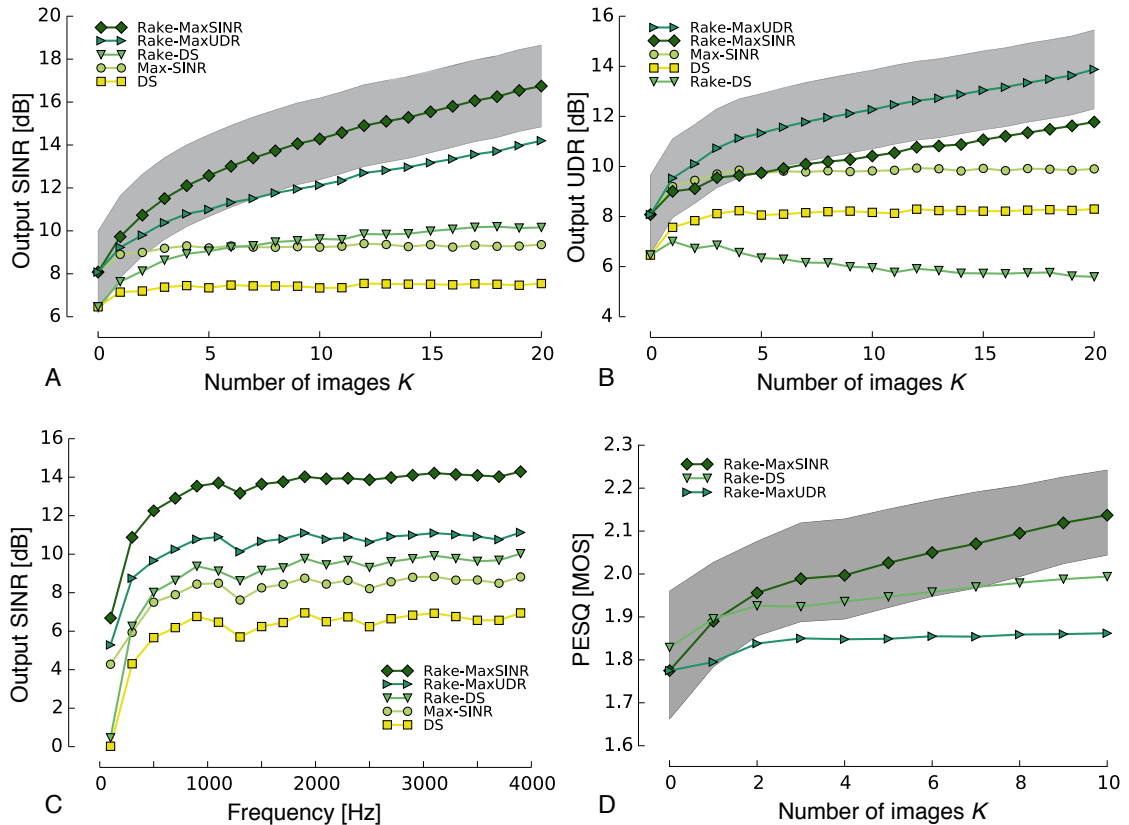 18
16
14
12
10
8
6
Output SINR [dB]
Rake-MaxSINR
Rake-MaxUDR
Rake-DS
Max-SINR
DS
0 5 10 15 20
Number of images K
A
16
14
12
10
8
6
4
Output UDR [dB]
Rake-MaxUDR
Rake-MaxSINR
Max-SINR
DS
Rake-DS
0 5 10 15 20
Number of images K
B
16
14
12
10
8
6
4
2
0
Output SINR [dB]
Rake-MaxSINR
Rake-MaxUDR
Rake-DS
Max-SINR
DS
0 1000 2000 3000 4000
Frequency [Hz]
C
2.3
2.2
2.1
2.0
1.9
1.8
1.7
1.6
PESQ [MOS]
Rake-MaxSINR
Rake-DS
Rake-MaxUDR
0 2 4 6 8 10
Number of images K
D